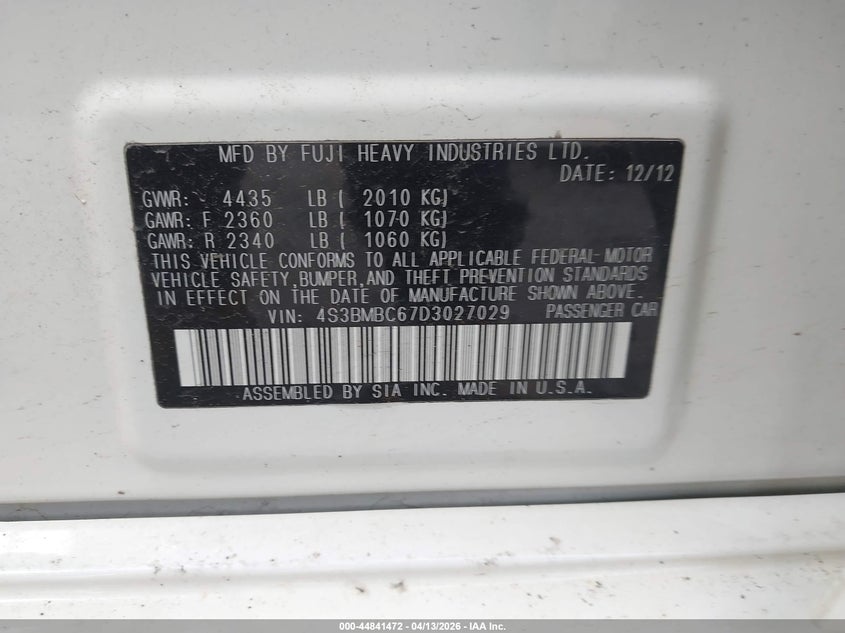 MFD BY FUJI HEAVY INDUSTRIES LTD.
DATE: 12/12
GVWR: 4435 LB ( 2010 KG)
GAWR: F 2360 LB ( 1070 KG)
GAWR: R 2340 LB ( 1060 KG)
THIS VEHICLE CONFORMS TO ALL APPLICABLE FEDERAL MOTOR
VEHICLE SAFETY, BUMPER, AND THEFT PREVENTION STANDARDS
IN EFFECT ON THE DATE OF MANUFACTURE SHOWN ABOVE.
VIN: 4S3BMBC67D3027029 PASSENGER CAR
ASSEMBLED BY SIA INC. MADE IN U.S.A.
000-44841472 - 04/13/2026 - IAA Inc.